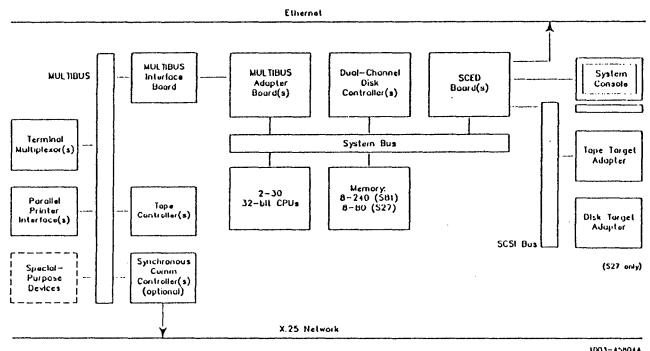 Ethernet
MULTIBUS
MULTIBUS
Interface
Board
MULTIBUS
Adapter
Board(s)
Dual-Channel
Disk
Controller(s)
SCED
Board(s)
System
Console
Terminal
Multiplexor(s)
System Bus
Tape Target
Adapter
Parallel
Printer
Interface(s)
Tape
Controller(s)
2-30
32-bit CPUs
Memory:
8-240 (S81)
8-80 (S27)
Disk Target
Adapter
SCSI Bus
Special-
Purpose
Devices
Synchronous
Comm
Controller(s)
(optional)
(S27 only)
X.25 Network
1003-45804A